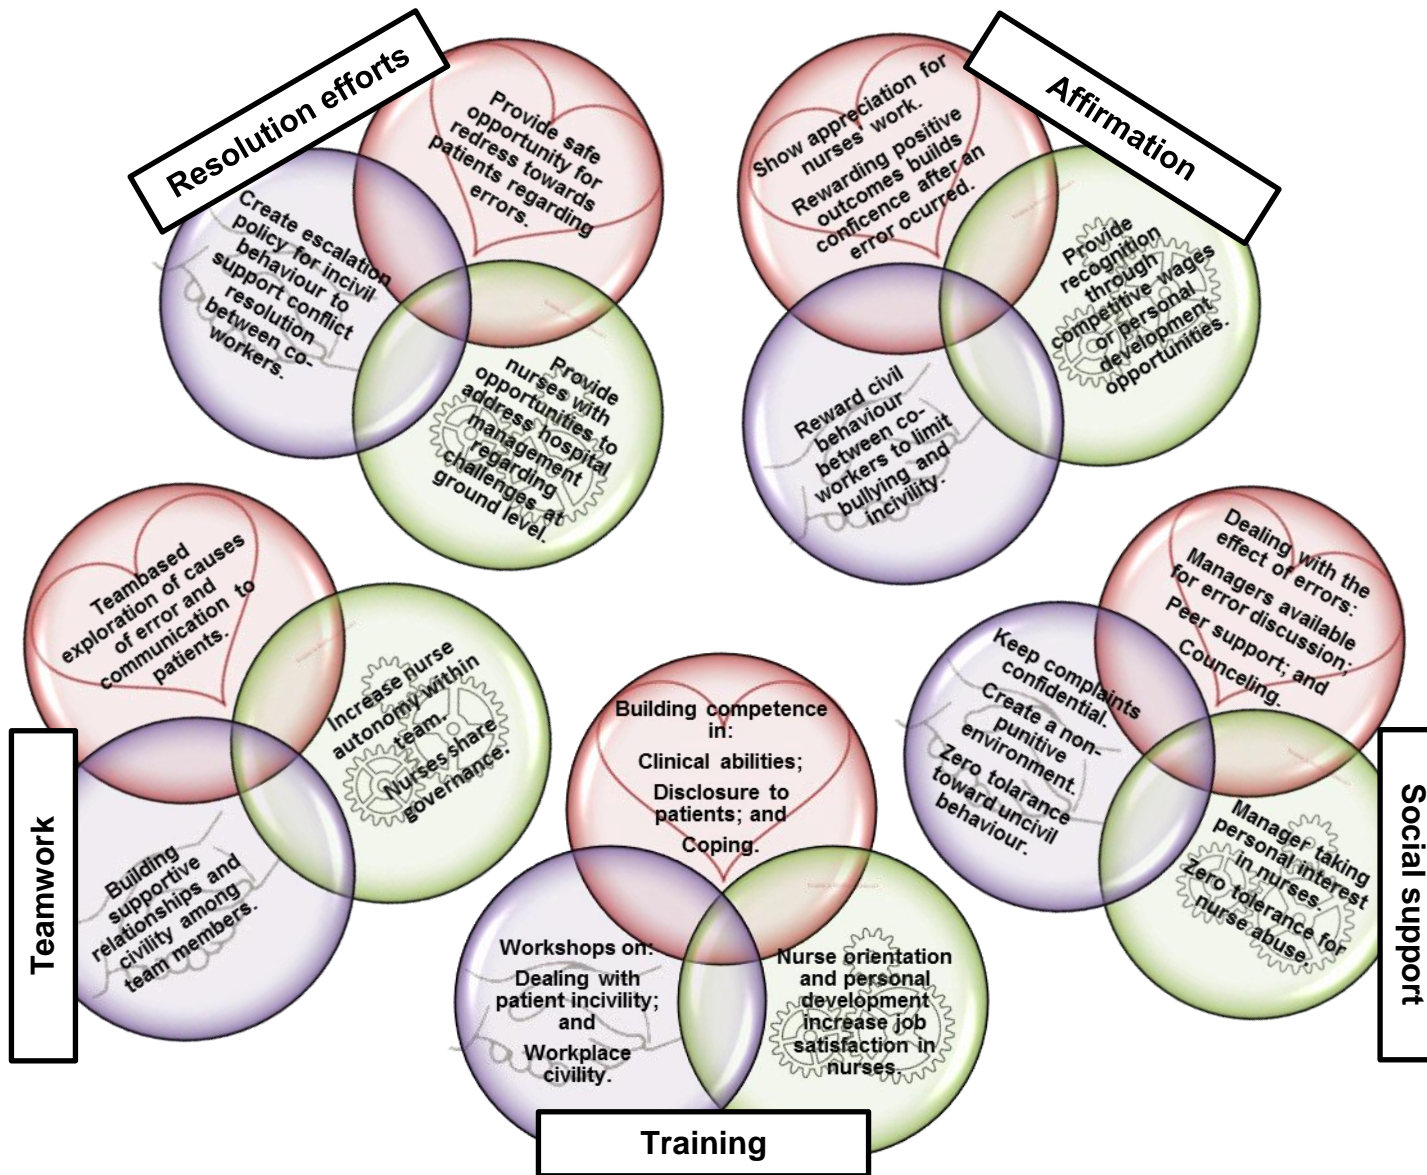 Resolution efforts
Provide safe
opportunity for
redress towards
patients regarding
errors.
Create escalation
policy for incivil
behaviour to
support conflict
resolution
between co-
workers.
Provide
nurses with
opportunities to
address hospital
management
regarding
challenges at
ground level.
Affirmation
Show appreciation for
nurses' work.
Rewarding positive
outcomes builds
conficence after an
error ocurred.
Provide
recognition
through
competitive wages
or personal
development
opportunities.
Reward civil
behaviour
between co-
workers to limit
bullying and
incivility.
Teamwork
Teambased
exploration of causes
of error and
communication to
patients.
Increase nurse
autonomy within
team.
Nurses share
governance.
Building
supportive
relationships and
civility among
team members.
Building competence
in:
Clinical abilities;
Disclosure to
patients; and
Coping.
Workshops on:
Dealing with
patient incivility;
and
Workplace
civility.
Nurse orientation
and personal
development
increase job
satisfaction in
nurses.
Training
Dealing with the
effect of errors:
Managers available
for error discussion;
Peer support; and
Counceling.
Keep complaints
confidential.
Create a non-
punitive
environment.
Zero tolarance
toward uncivil
behaviour.
Manager taking
personal interest
in nurses.
Zero tolerance for
nurse abuse.
Social support